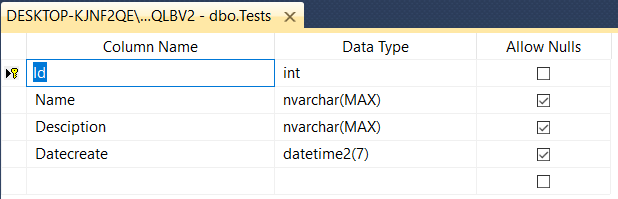 DESKTOP-KJNF2QE\...QLBV2 - dbo.Tests
Column Name Data Type Allow Nulls
Id int
Name nvarchar(MAX)
Desciption nvarchar(MAX)
Datecreate datetime2(7)